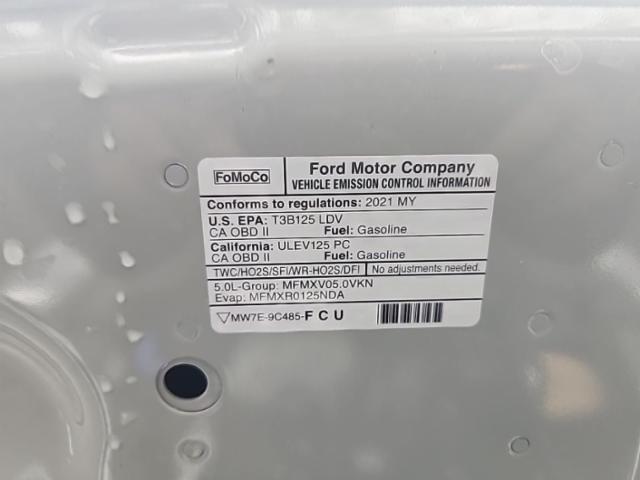 FoMoCo
Ford Motor Company
VEHICLE EMISSION CONTROL INFORMATION
Conforms to regulations: 2021 MY
U.S. EPA: T3B125 LDV
CA OBD II Fuel: Gasoline
California: ULEV125 PC
CA OBD II Fuel: Gasoline
TWC/HO2S/SFI/WR-HO2S/DFI No adjustments needed.
5.0L-Group: MFMXV05.0VKN
Evap: MFMXR0125NDA
MW7E-9C485-F C U